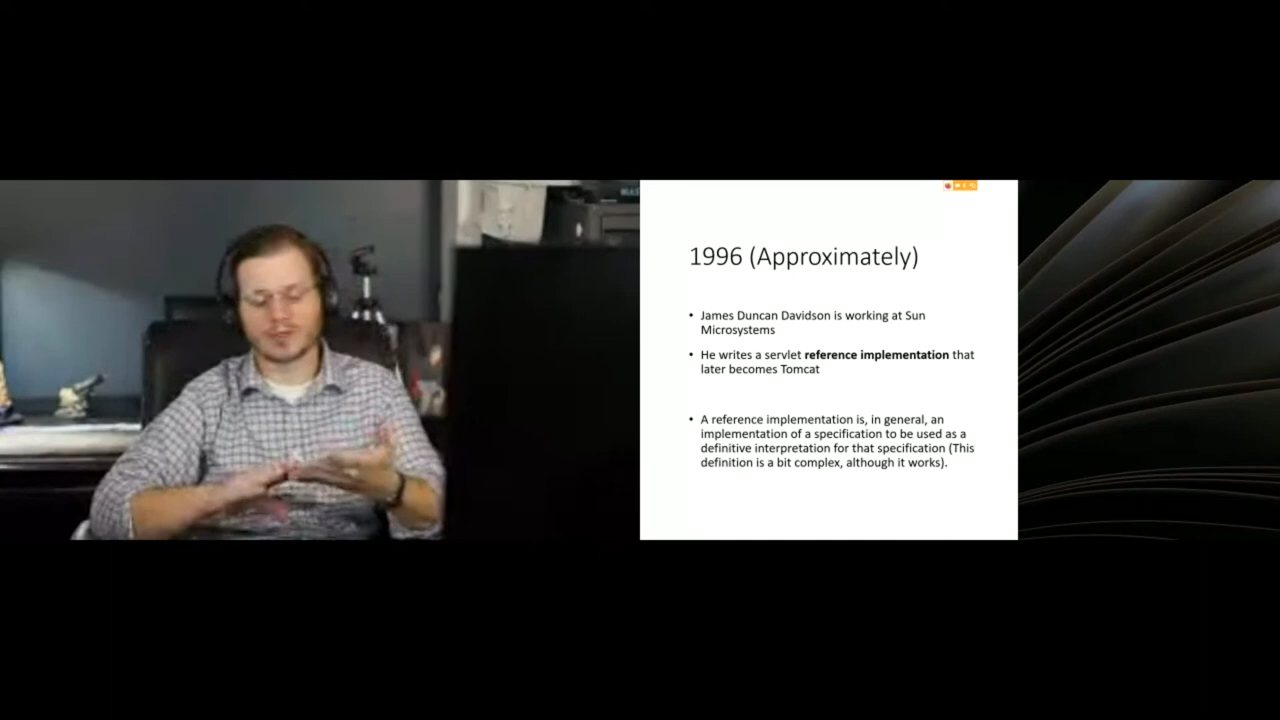 1996 (Approximately)
• James Duncan Davidson is working at Sun
Microsystems
• He writes a servlet reference implementation that
later becomes Tomcat
• A reference implementation is, in general, an
implementation of a specification to be used as a
definitive interpretation for that specification (This
definition is a bit complex, although it works).